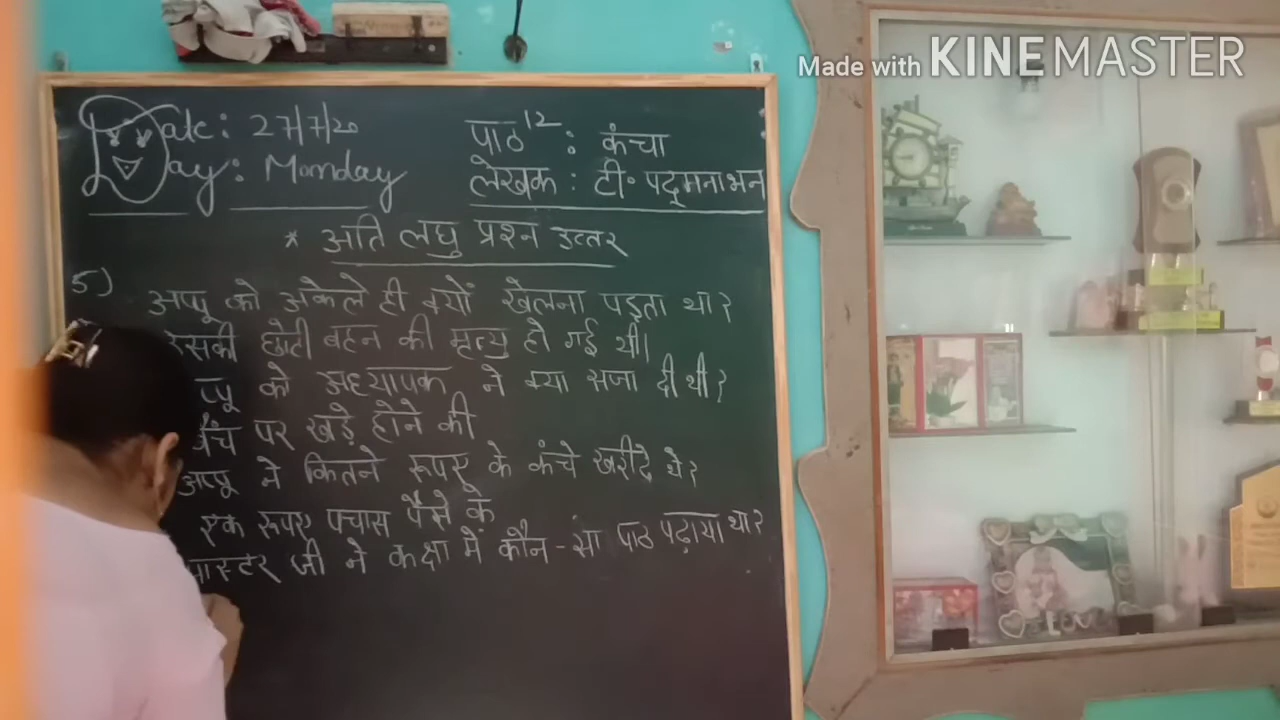 Made with KINEMASTER
Date: 27/7/20
Day: Monday
पाठ 12 : कंचा
लेखक : टी॰ पद्मनाभन
* अति लघु प्रश्न उत्तर
5) अप्पू को अकेले ही क्यों खेलना पड़ता था?
उसकी छोटी बहन की मृत्यु हो गई थी।
प्पू को अध्यापक ने क्या सजा दी थी?
बैंच पर खड़े होने की
अप्पू ने कितने रूपए के कंचे खरीदे थे?
एक रूपए पचास पैसे के
मास्टर जी ने कक्षा में कौन-सा पाठ पढ़ाया था?